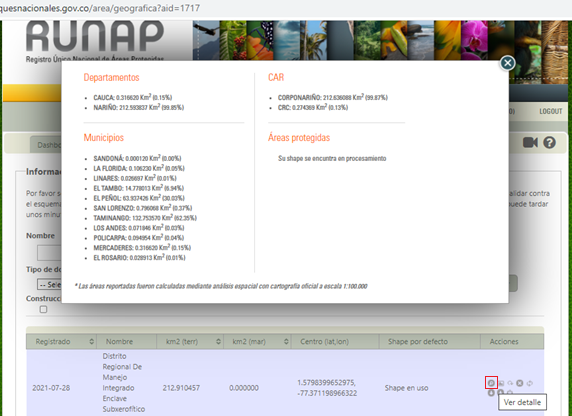 quesnacionales.gov.co/area/geografica?aid=1717
RUNAP
Registro Único Nacional de Áreas Protegidas
LOGOUT
Departamentos
CAUCA: 0.316620 Km2 (0.15%)
NARIÑO: 212.593837 Km2 (99.85%)
CAR
CORPONARIÑO: 212.636088 Km2 (99.87%)
CRC: 0.274369 Km2 (0.13%)
Municipios
SANDONÁ: 0.000120 Km2 (0.00%)
LA FLORIDA: 0.106230 Km2 (0.05%)
LINARES: 0.026697 Km2 (0.01%)
EL TAMBO: 14.778013 Km2 (6.94%)
EL PEÑOL: 63.937426 Km2 (30.03%)
SAN LORENZO: 0.796068 Km2 (0.37%)
TAMINANGO: 132.753570 Km2 (62.35%)
LOS ANDES: 0.071846 Km2 (0.03%)
POLICARPA: 0.094954 Km2 (0.04%)
MERCADERES: 0.316620 Km2 (0.15%)
EL ROSARIO: 0.028913 Km2 (0.01%)
Áreas protegidas
Su shape se encuntra en procesamiento
* Las áreas reportadas fueron calculadas mediante análisis espacial con cartografía oficial a escala 1:100.000
Dashbo
Informa
Por favor s
alidar contra
el esquema
puede tardar
unos minu
Nombre
Tipo de d
-- Sele
Construcc
Registrado Nombre km2 (terr) km2 (mar) Centro (lat,lon) Shape por defecto Acciones
Distrito
Regional De
Manejo
Integrado
Enclave
Subxerofítico
2021-07-28
212.910457
0.000000
1.5798399652975,
-77.371198966322
Shape en uso
Ver detalle